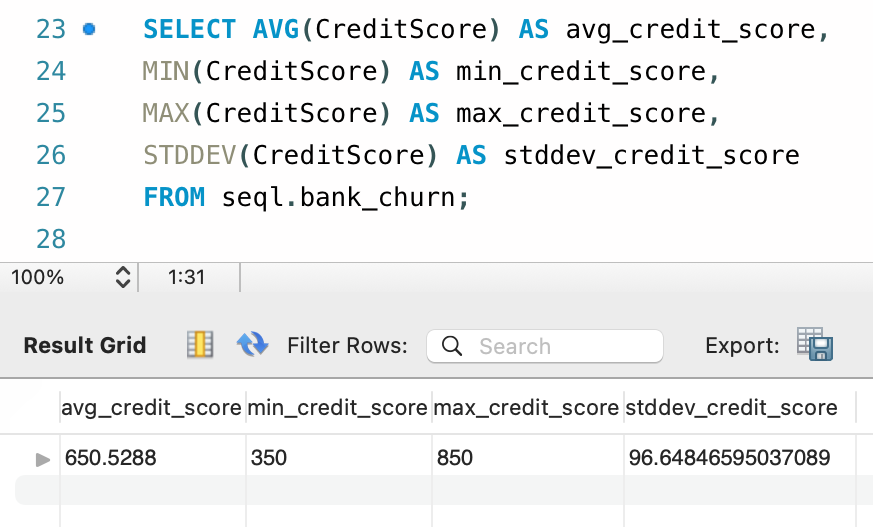 23 SELECT AVG(CreditScore) AS avg_credit_score,
24 MIN(CreditScore) AS min_credit_score,
25 MAX(CreditScore) AS max_credit_score,
26 STDDEV(CreditScore) AS stddev_credit_score
27 FROM seql.bank_churn;
28
100% 1:31
Result Grid Filter Rows: Search Export:
avg_credit_score min_credit_score max_credit_score stddev_credit_score
650.5288 350 850 96.64846595037089